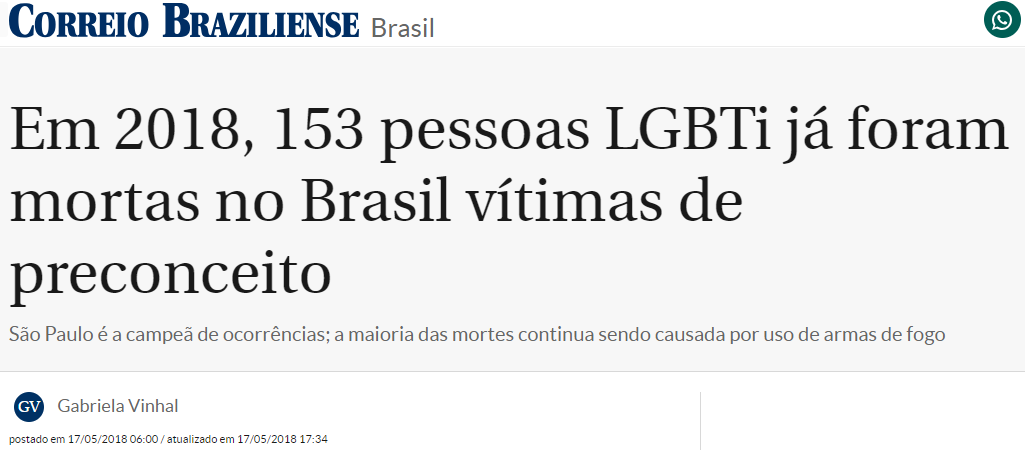 CORREIO BRAZILIENSE Brasil
Em 2018, 153 pessoas LGBTi já foram
mortas no Brasil vítimas de
preconceito
São Paulo é a campeã de ocorrências; a maioria das mortes continua sendo causada por uso de armas de fogo
GV Gabriela Vinhal
postado em 17/05/2018 06:00 / atualizado em 17/05/2018 17:34